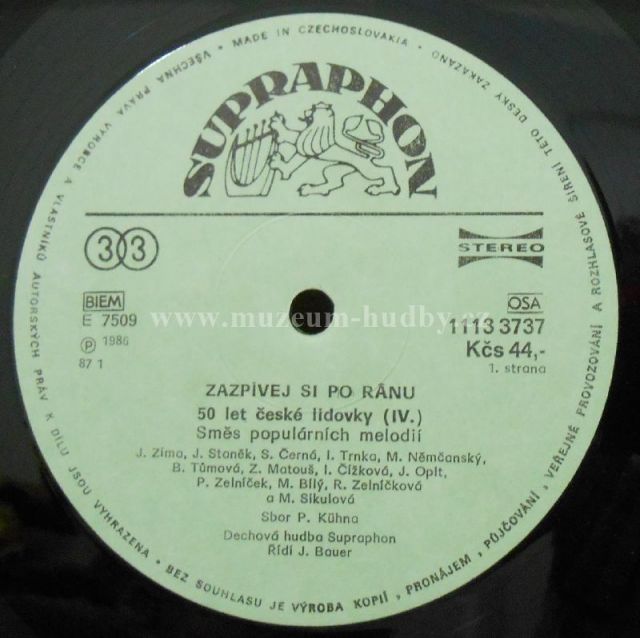 VŠECHNA PRÁVA VÝROBCE A VLASTNÍKŮ AUTORSKÝCH PRÁV K DÍLU JSOU VYHRAZENA • BEZ SOUHLASU JE VÝROBA KOPIÍ, PRONÁJEM, PŮJČOVÁNÍ, VEŘEJNÉ PROVOZOVÁNÍ A ROZHLASOVÉ ŠÍŘENÍ TÉTO DESKY ZAKÁZÁNO • MADE IN CZECHOSLOVAKIA •
SUPRAPHON
33
STEREO
BIEM
OSA
E 7509
www.muzeum-hudby.cz
1113 3737
Ⓟ 1986
Kčs 44,-
87 1
1. strana
ZAZPÍVEJ SI PO RÁNU
50 let české lidovky (IV.)
Směs populárních melodií
J. Zíma, J. Staněk, S. Černá, I. Trnka, M. Němčanský,
B. Tůmová, Z. Matouš, I. Čížková, J. Oplt,
P. Zelníček, M. Bílý, R. Zelníčková
a M. Sikulová
Sbor P. Kühna
Dechová hudba Supraphon
Řídí J. Bauer